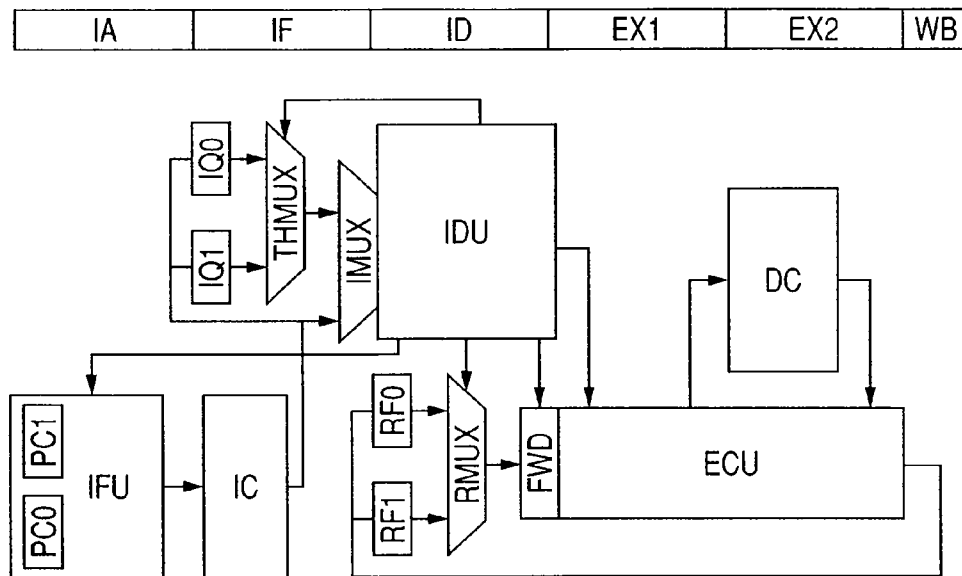 IA IF ID EX1 EX2 WB
IQ0
IQ1
THMUX
IMUX
IDU
DC
PC1
PC0
IFU
IC
RF0
RF1
RMUX
FWD
ECU